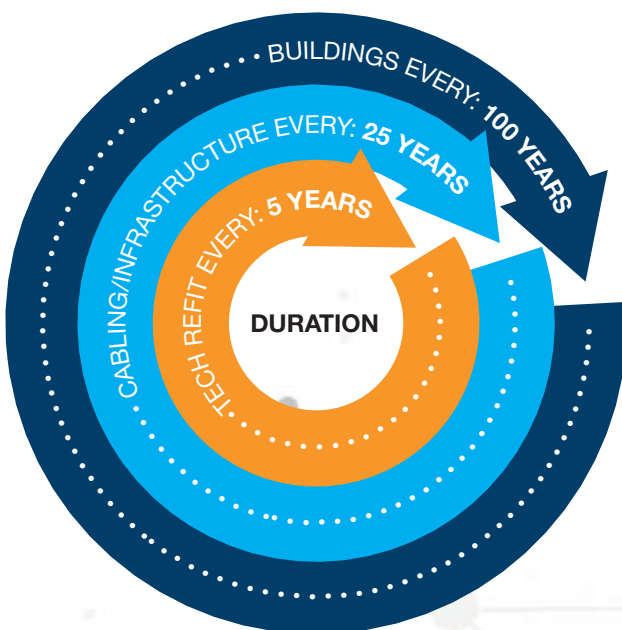 BUILDINGS EVERY: 100 YEARS
CABLING/INFRASTRUCTURE EVERY: 25 YEARS
TECH REFIT EVERY: 5 YEARS
DURATION